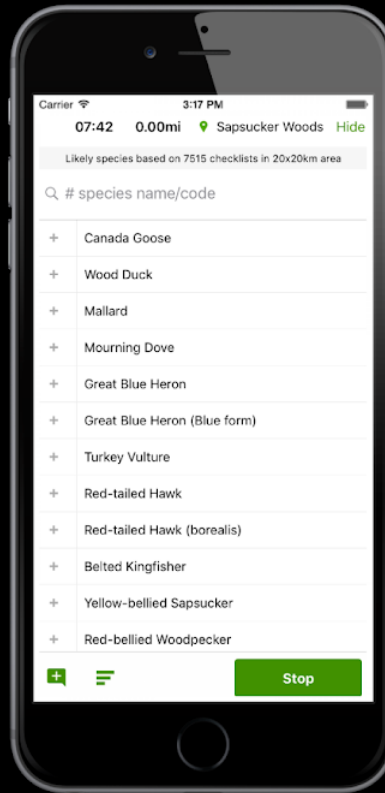 Carrier 3:17 PM
07:42 0.00mi Sapsucker Woods Hide
Likely species based on 7515 checklists in 20x20km area
# species name/code
+ Canada Goose
+ Wood Duck
+ Mallard
+ Mourning Dove
+ Great Blue Heron
+ Great Blue Heron (Blue form)
+ Turkey Vulture
+ Red-tailed Hawk
+ Red-tailed Hawk (borealis)
+ Belted Kingfisher
+ Yellow-bellied Sapsucker
+ Red-bellied Woodpecker
Stop